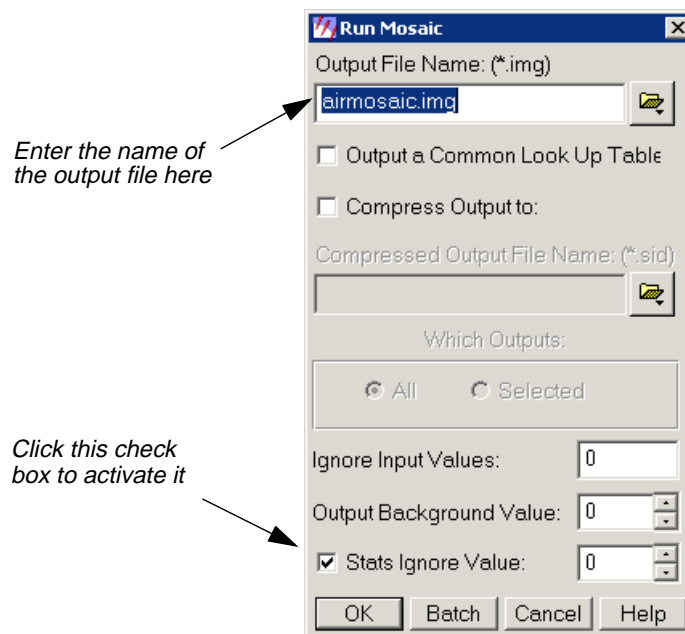 Run Mosaic
Output File Name: (*.img)
airmosaic.img
Enter the name of
the output file here
Output a Common Look Up Table
Compress Output to:
Compressed Output File Name: (*.sid)
Which Outputs:
All Selected
Click this check
box to activate it
Ignore Input Values: 0
Output Background Value: 0
Stats Ignore Value: 0
OK Batch Cancel Help